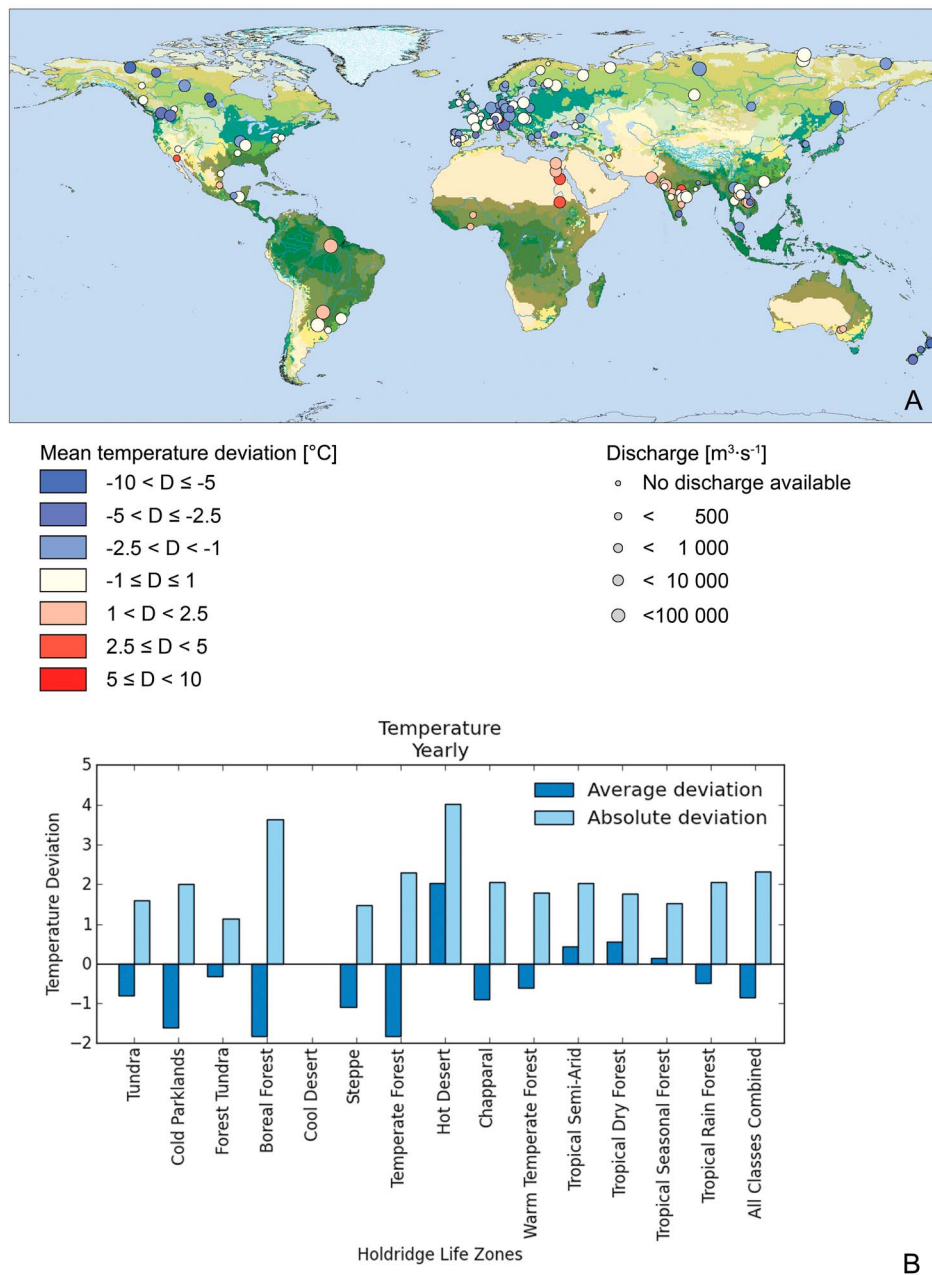 A
Mean temperature deviation [°C]
-10 < D ≤ -5
-5 < D ≤ -2.5
-2.5 < D < -1
-1 ≤ D ≤ 1
1 < D < 2.5
2.5 ≤ D < 5
5 ≤ D < 10
Discharge [m³·s⁻¹]
No discharge available
< 500
< 1 000
< 10 000
<100 000
Temperature
Yearly
5
4
3
2
1
0
−1
−2
Temperature Deviation
Average deviation
Absolute deviation
Tundra
Cold Parklands
Forest Tundra
Boreal Forest
Cool Desert
Steppe
Temperate Forest
Hot Desert
Chapparal
Warm Temperate Forest
Tropical Semi-Arid
Tropical Dry Forest
Tropical Seasonal Forest
Tropical Rain Forest
All Classes Combined
Holdridge Life Zones
B